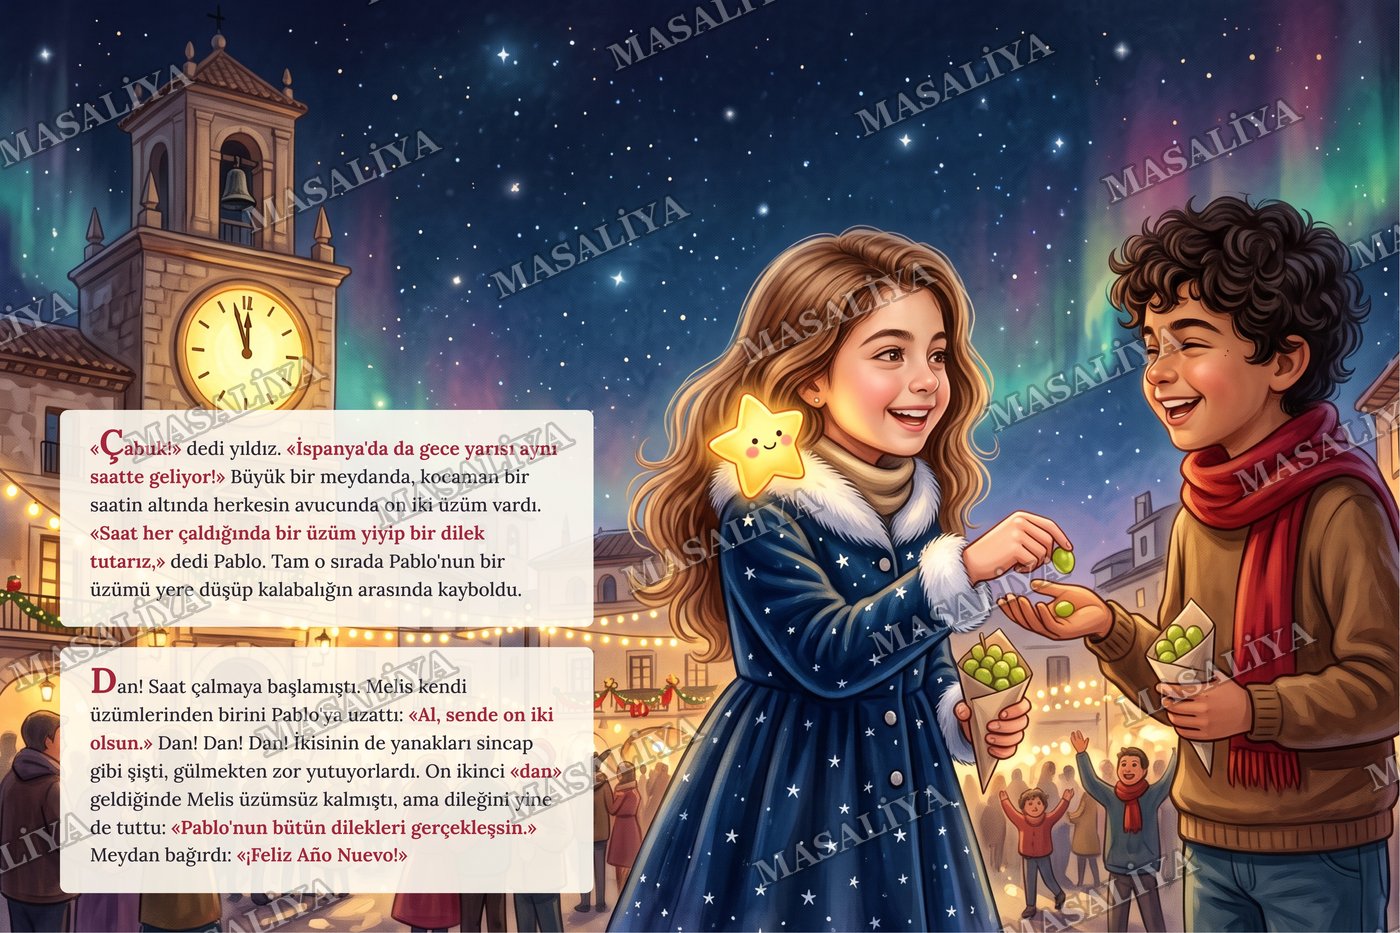 «Çabuk!» dedi yıldız. «İspanya'da da gece yarısı aynı
saatte geliyor!» Büyük bir meydanda, kocaman bir
saatin altında herkesin avucunda on iki üzüm vardı.
«Saat her çaldığında bir üzüm yiyip bir dilek
tutarız,» dedi Pablo. Tam o sırada Pablo'nun bir
üzümü yere düşüp kalabalığın arasında kayboldu.
Dan! Saat çalmaya başlamıştı. Melis kendi
üzümlerinden birini Pablo'ya uzattı: «Al, sende on iki
olsun.» Dan! Dan! Dan! İkisinin de yanakları sincap
gibi şişti, gülmekten zor yutuyorlardı. On ikinci «dan»
geldiğinde Melis üzümsüz kalmıştı, ama dileğini yine
de tuttu: «Pablo'nun bütün dilekleri gerçekleşsin.»
Meydan bağırdı: «¡Feliz Año Nuevo!»
MASALİYA